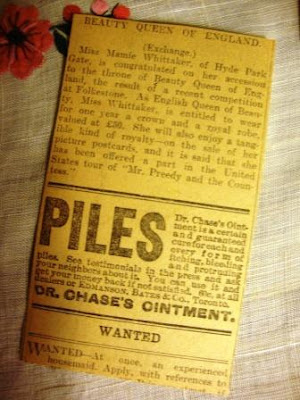 BEAUTY QUEEN OF ENGLAND.
(Exchange.)
Miss Mamie Whittaker, of Hyde Park
Gate, is congratulated on her accession
to the throne of Beauty Queen of Eng-
land, the result of a recent competition
at Folkestone. As English Queen of Beau-
ty, Miss Whittaker, is entitled to wear
for one year a crown and a royal robe,
valued at £50. She will also enjoy a tang-
ible kind of royalty—on the sale of her
picture postcards, and it is said that she
has been offered a part in the United
States tour of "Mr. Preedy and the Coun-
tess."
PILES
Dr. Chase's Oint-
ment is a certain
and guaranteed
cure for each and
every form of
itching, bleeding
and protruding
piles. See testimonials in the press and ask
your neighbors about it. You can use it and
get your money back if not satisfied. 60c, at all
dealers or EDMANSON, BATES & CO., Toronto.
DR. CHASE'S OINTMENT.
WANTED
WANTED—At once, an experienced
housemaid. Apply, with references to